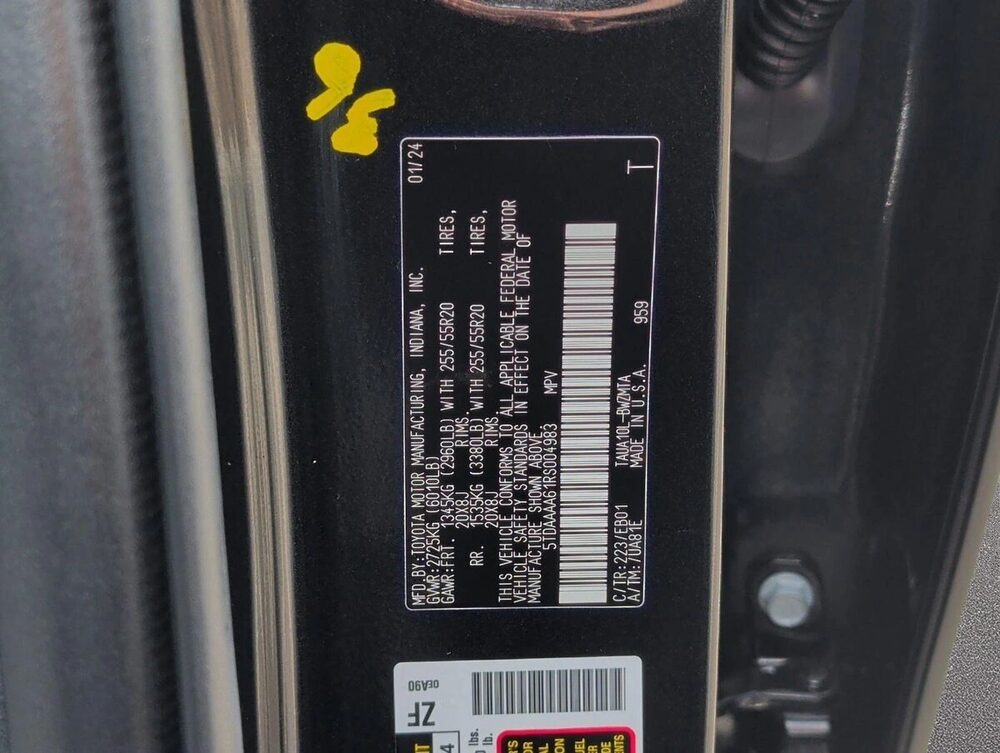 MFD.BY:TOYOTA MOTOR MANUFACTURING, INDIANA, INC. 01/24
GVWR:2725KG (6010LB)
GAWR:FRT. 1345KG (2960LB) WITH 255/55R20 TIRES,
20X8J RIMS.
RR. 1535KG (3380LB) WITH 255/55R20 TIRES,
20X8J RIMS.
THIS VEHICLE CONFORMS TO ALL APPLICABLE FEDERAL MOTOR
VEHICLE SAFETY STANDARDS IN EFFECT ON THE DATE OF
MANUFACTURE SHOWN ABOVE.
5TDAAAA61RS004983 MPV
C/TR:223/EB01 TAUA10L-BWZMTA 959 T
A/TM:7UA81E MADE IN U.S.A.
0EA90
ZF
lbs.
lb.